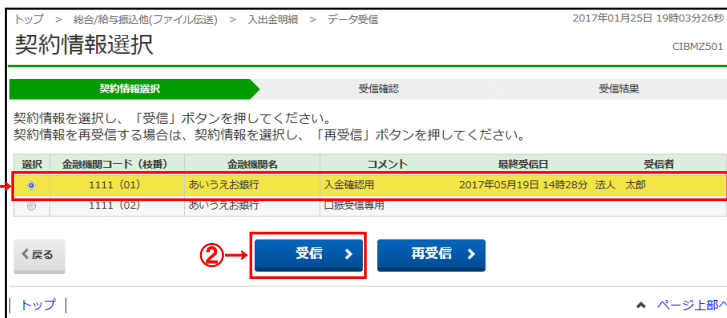 トップ > 総合/給与振込他(ファイル伝送) > 入出金明細 > データ受信 2017年01月25日 19時03分26秒
契約情報選択 CIBMZ501
契約情報選択 受信確認 受信結果
契約情報を選択し、「受信」ボタンを押してください。
契約情報を再受信する場合は、契約情報を選択し、「再受信」ボタンを押してください。
選択 金融機関コード（枝番） 金融機関名 コメント 最終受信日 受信者
1111（01） あいうえお銀行 入金確認用 2017年05月19日 14時28分 法人 太郎
1111（02） あいうえお銀行 口振受信専用
戻る ②→ 受信 再受信
トップ | ページ上部へ